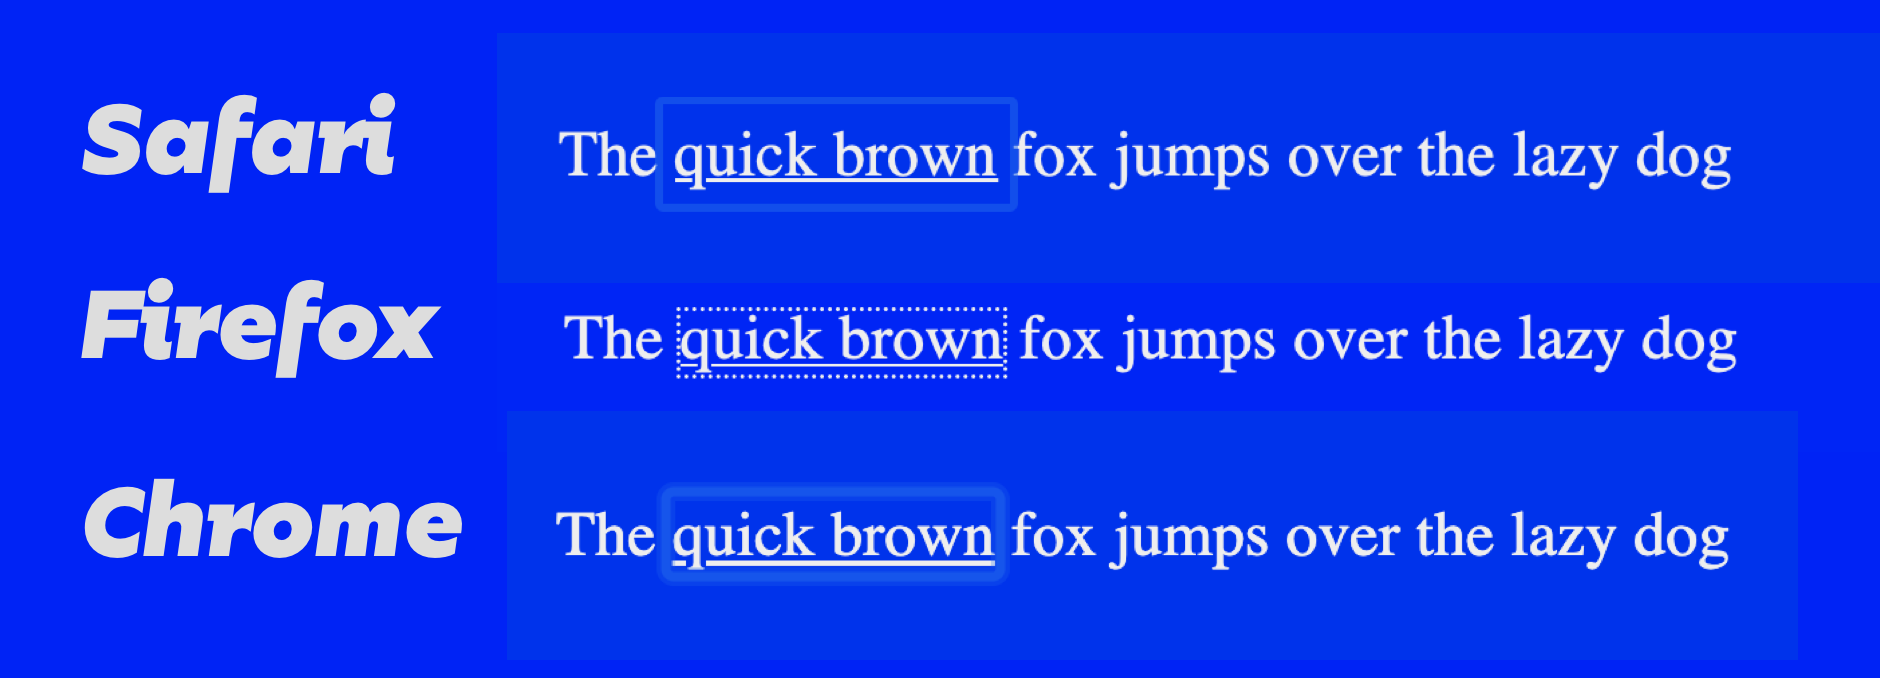 Safari
The quick brown fox jumps over the lazy dog
Firefox
The quick brown fox jumps over the lazy dog
Chrome
The quick brown fox jumps over the lazy dog